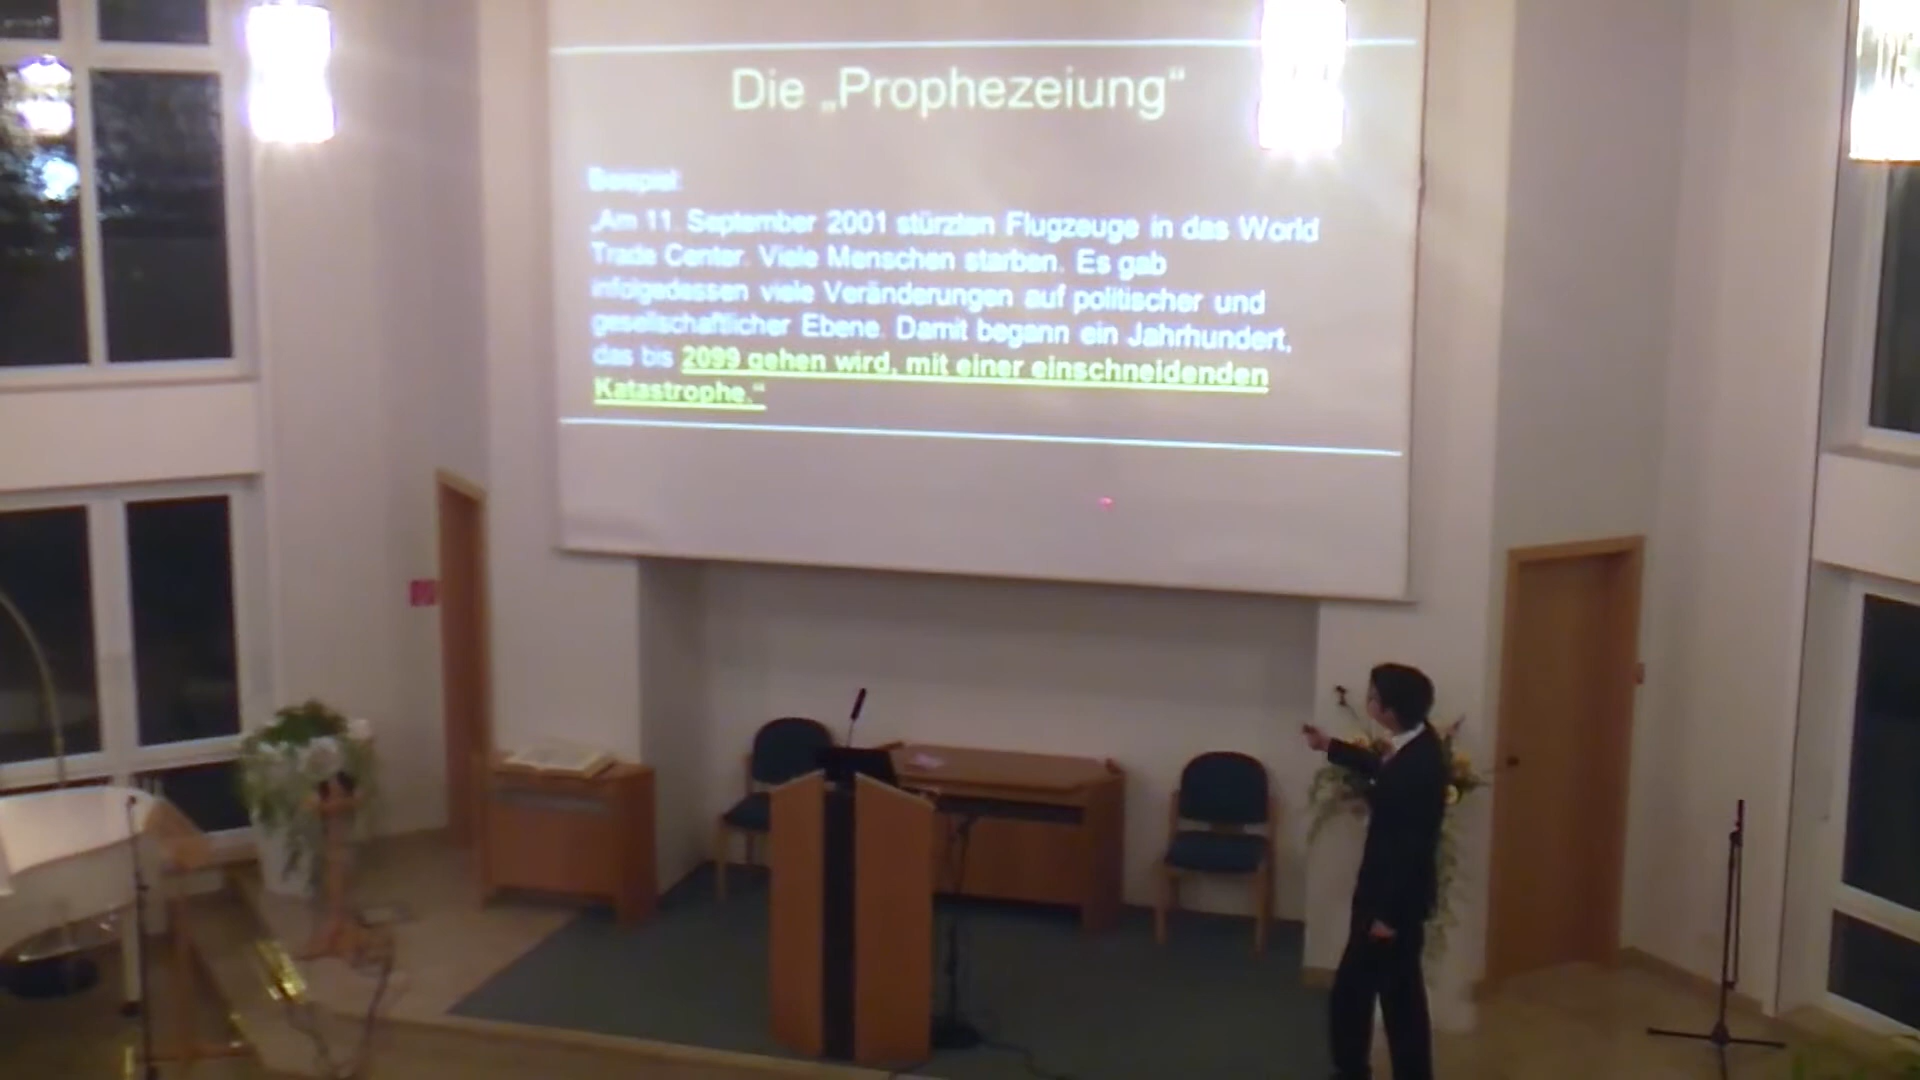 Die „Prophezeiung“
Beispiel:
„Am 11. September 2001 stürzten Flugzeuge in das World
Trade Center. Viele Menschen starben. Es gab
infolgedessen viele Veränderungen auf politischer und
gesellschaftlicher Ebene. Damit begann ein Jahrhundert,
das bis 2099 gehen wird, mit einer einschneidenden
Katastrophe.“